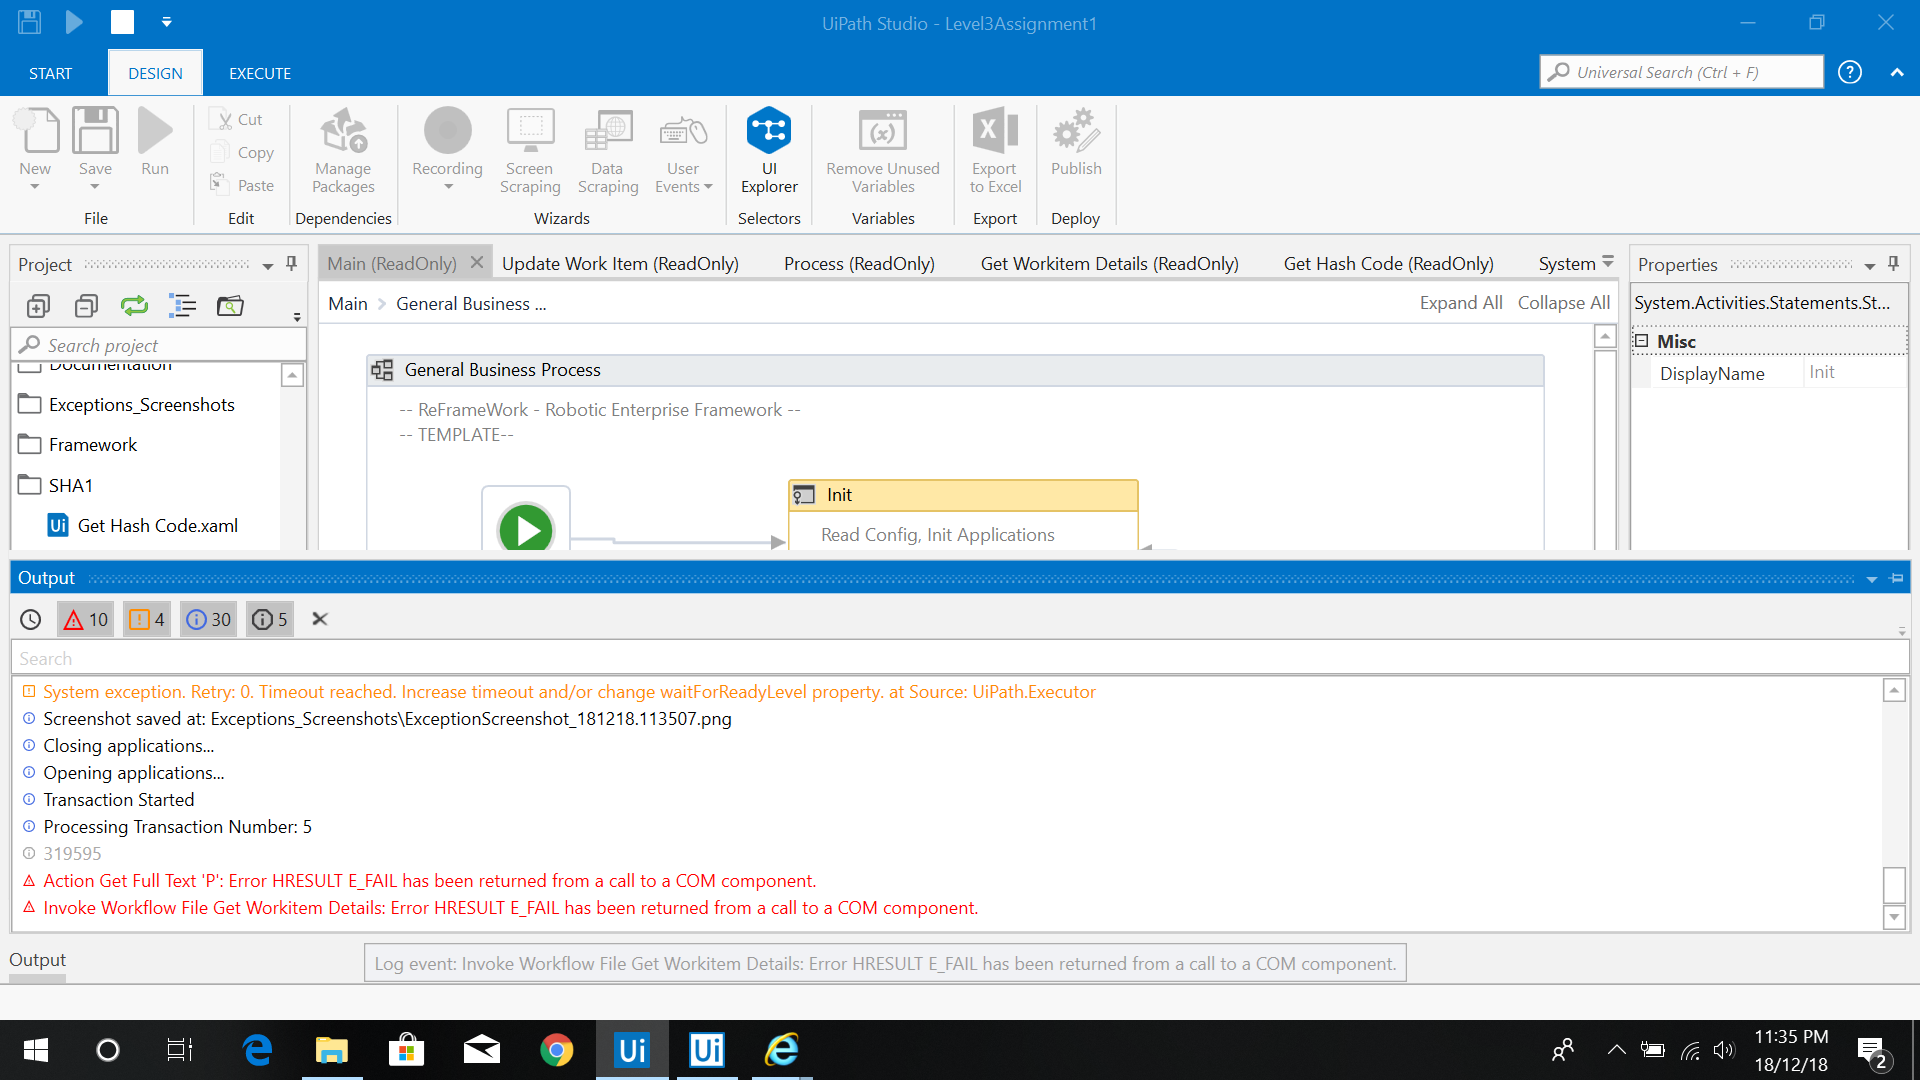 UiPath Studio - Level3Assignment1
START
DESIGN
EXECUTE
Universal Search (Ctrl + F)
?
New
Save
Run
File
Cut
Copy
Paste
Edit
Manage
Packages
Dependencies
Recording
Screen
Scraping
Data
Scraping
User
Events
Wizards
UI
Explorer
Selectors
Remove Unused
Variables
Variables
Export
to Excel
Export
Publish
Deploy
Project
Search project
Documentation
Exceptions_Screenshots
Framework
SHA1
Ui Get Hash Code.xaml
Main (ReadOnly)
Update Work Item (ReadOnly)
Process (ReadOnly)
Get Workitem Details (ReadOnly)
Get Hash Code (ReadOnly)
System
Main > General Business ...
Expand All
Collapse All
General Business Process
-- ReFrameWork - Robotic Enterprise Framework --
-- TEMPLATE--
Init
Read Config, Init Applications
Properties
System.Activities.Statements.St...
Misc
DisplayName
Init
Output
10
4
30
5
Search
System exception. Retry: 0. Timeout reached. Increase timeout and/or change waitForReadyLevel property. at Source: UiPath.Executor
Screenshot saved at: Exceptions_Screenshots\ExceptionScreenshot_181218.113507.png
Closing applications...
Opening applications...
Transaction Started
Processing Transaction Number: 5
319595
Action Get Full Text 'P': Error HRESULT E_FAIL has been returned from a call to a COM component.
Invoke Workflow File Get Workitem Details: Error HRESULT E_FAIL has been returned from a call to a COM component.
Output
Log event: Invoke Workflow File Get Workitem Details: Error HRESULT E_FAIL has been returned from a call to a COM component.
Ui
Ui
11:35 PM
18/12/18
2